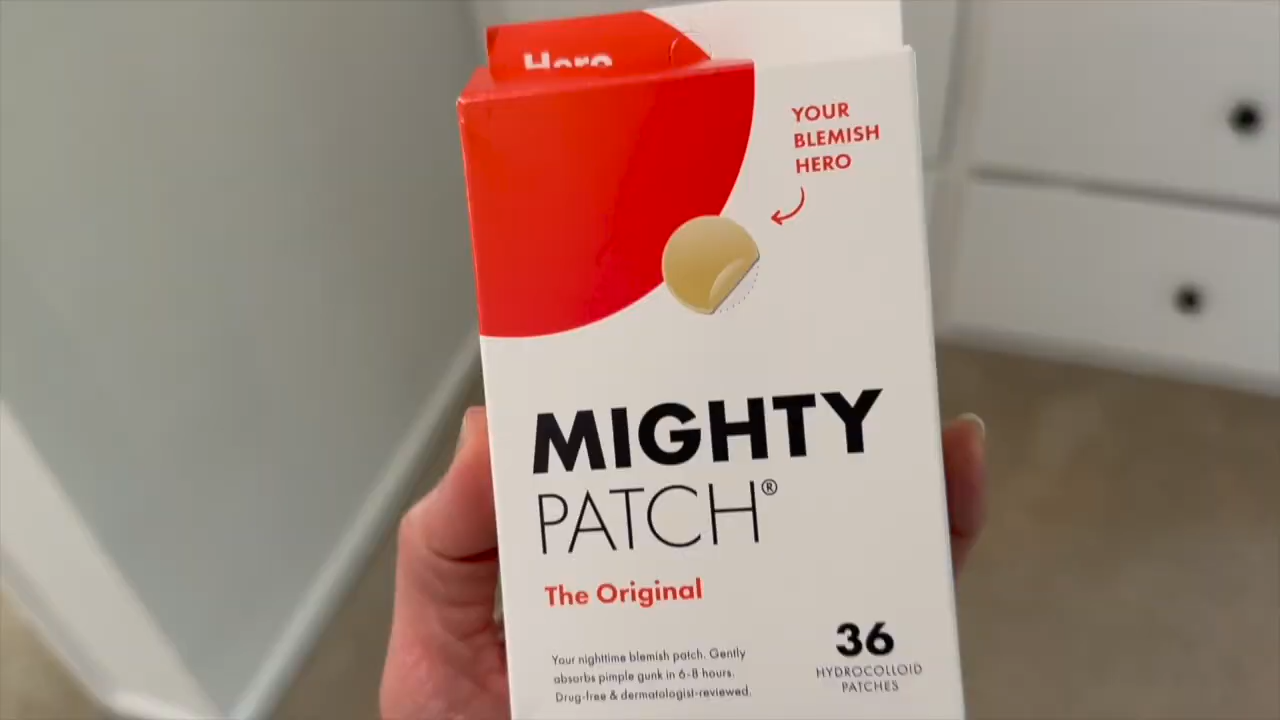 Hero
YOUR
BLEMISH
HERO
MIGHTY
PATCH®
The Original
Your nighttime blemish patch. Gently
absorbs pimple gunk in 6-8 hours.
Drug-free & dermatologist-reviewed.
36
HYDROCOLLOID
PATCHES